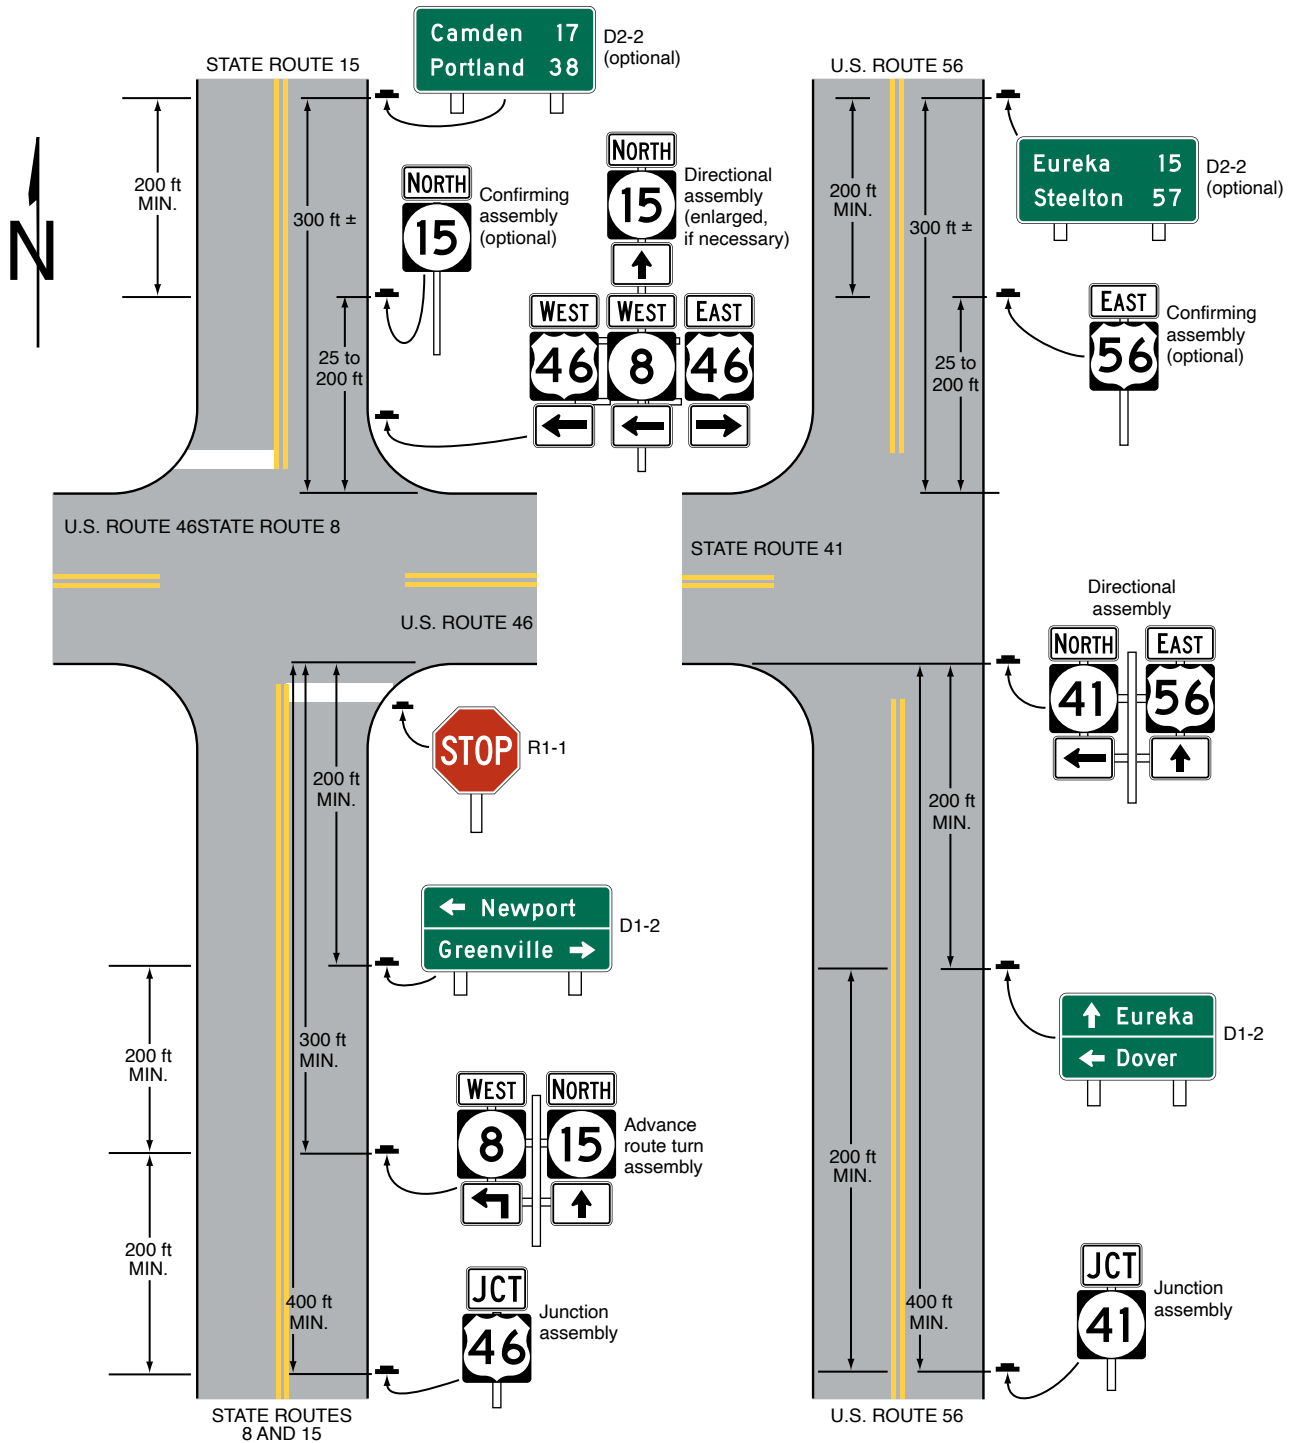 STATE ROUTE 15
Camden 17
Portland 38
D2-2
(optional)
200 ft
MIN.
300 ft ±
N
NORTH
15
Confirming
assembly
(optional)
NORTH
15
Directional
assembly
(enlarged,
if necessary)
WEST
46
WEST
8
EAST
46
25 to
200 ft
U.S. ROUTE 46STATE ROUTE 8
U.S. ROUTE 46
STOP
R1-1
200 ft
MIN.
Newport
Greenville
D1-2
200 ft
MIN.
300 ft
MIN.
WEST
8
NORTH
15
Advance
route turn
assembly
200 ft
MIN.
400 ft
MIN.
JCT
46
Junction
assembly
STATE ROUTES
8 AND 15
U.S. ROUTE 56
200 ft
MIN.
300 ft ±
Eureka 15
Steelton 57
D2-2
(optional)
EAST
56
Confirming
assembly
(optional)
25 to
200 ft
STATE ROUTE 41
Directional
assembly
NORTH
41
EAST
56
200 ft
MIN.
Eureka
Dover
D1-2
200 ft
MIN.
400 ft
MIN.
JCT
41
Junction
assembly
U.S. ROUTE 56